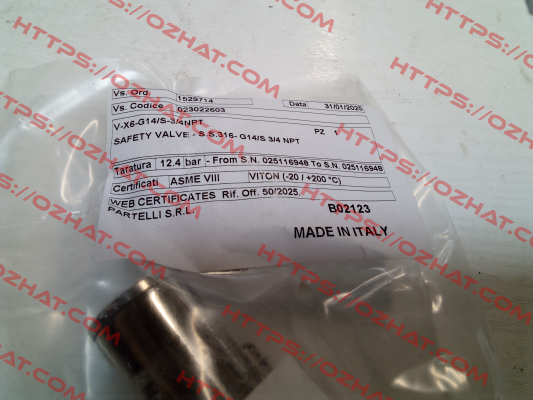 Vs. Ord 1529714 Data 31/01/2025
Vs. Codice 023022603
V-X6-G14/S-3/4NPT
SAFETY VALVE - S.S.316- G14/S 3/4 NPT PZ 1
Taratura 12.4 bar - From S.N. 025116948 To S.N. 025116948
Certificati ASME VIII VITON (-20 / +200 °C)
WEB CERTIFICATES Rif. Off. 50/2025
PARTELLI S.R.L. B02123
MADE IN ITALY
HTTPS://OZHAT.COM